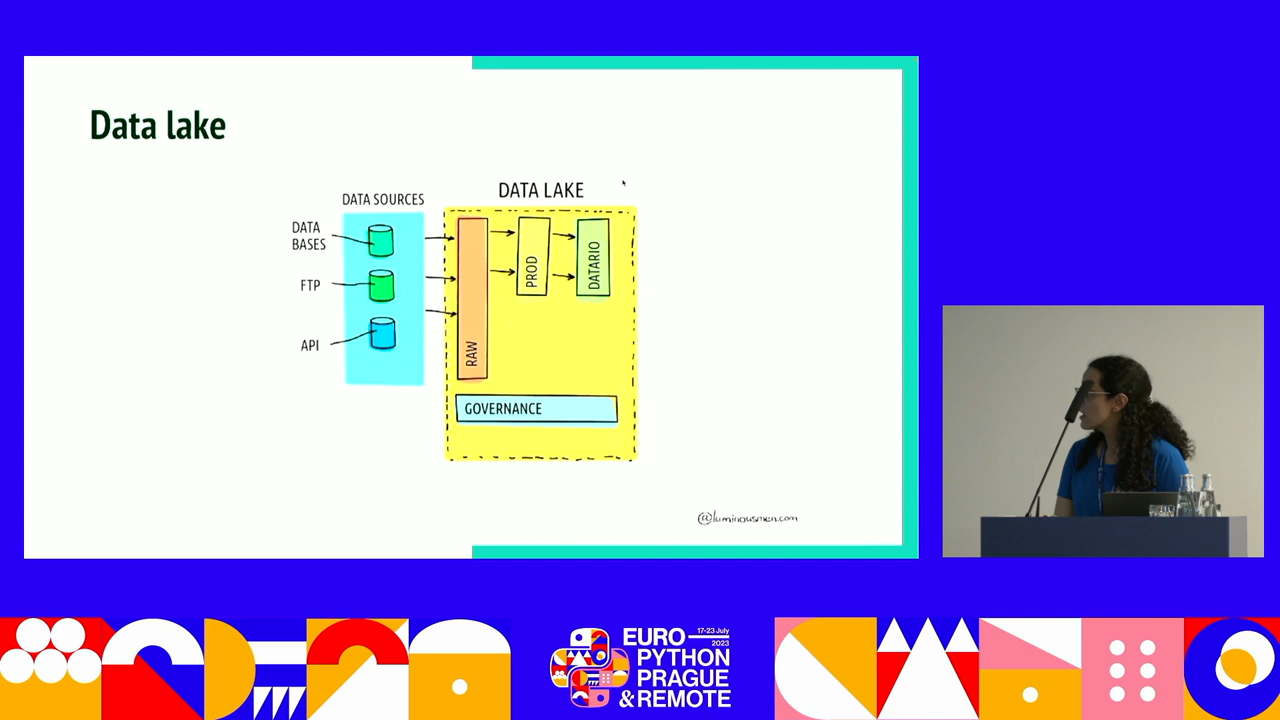 Data lake
DATA LAKE
DATA SOURCES
DATA
BASES
FTP
API
RAW
PROD
DATARIO
GOVERNANCE
@luminousmen.com
17-23 July
2023
EURO
PYTHON
PRAGUE
& REMOTE